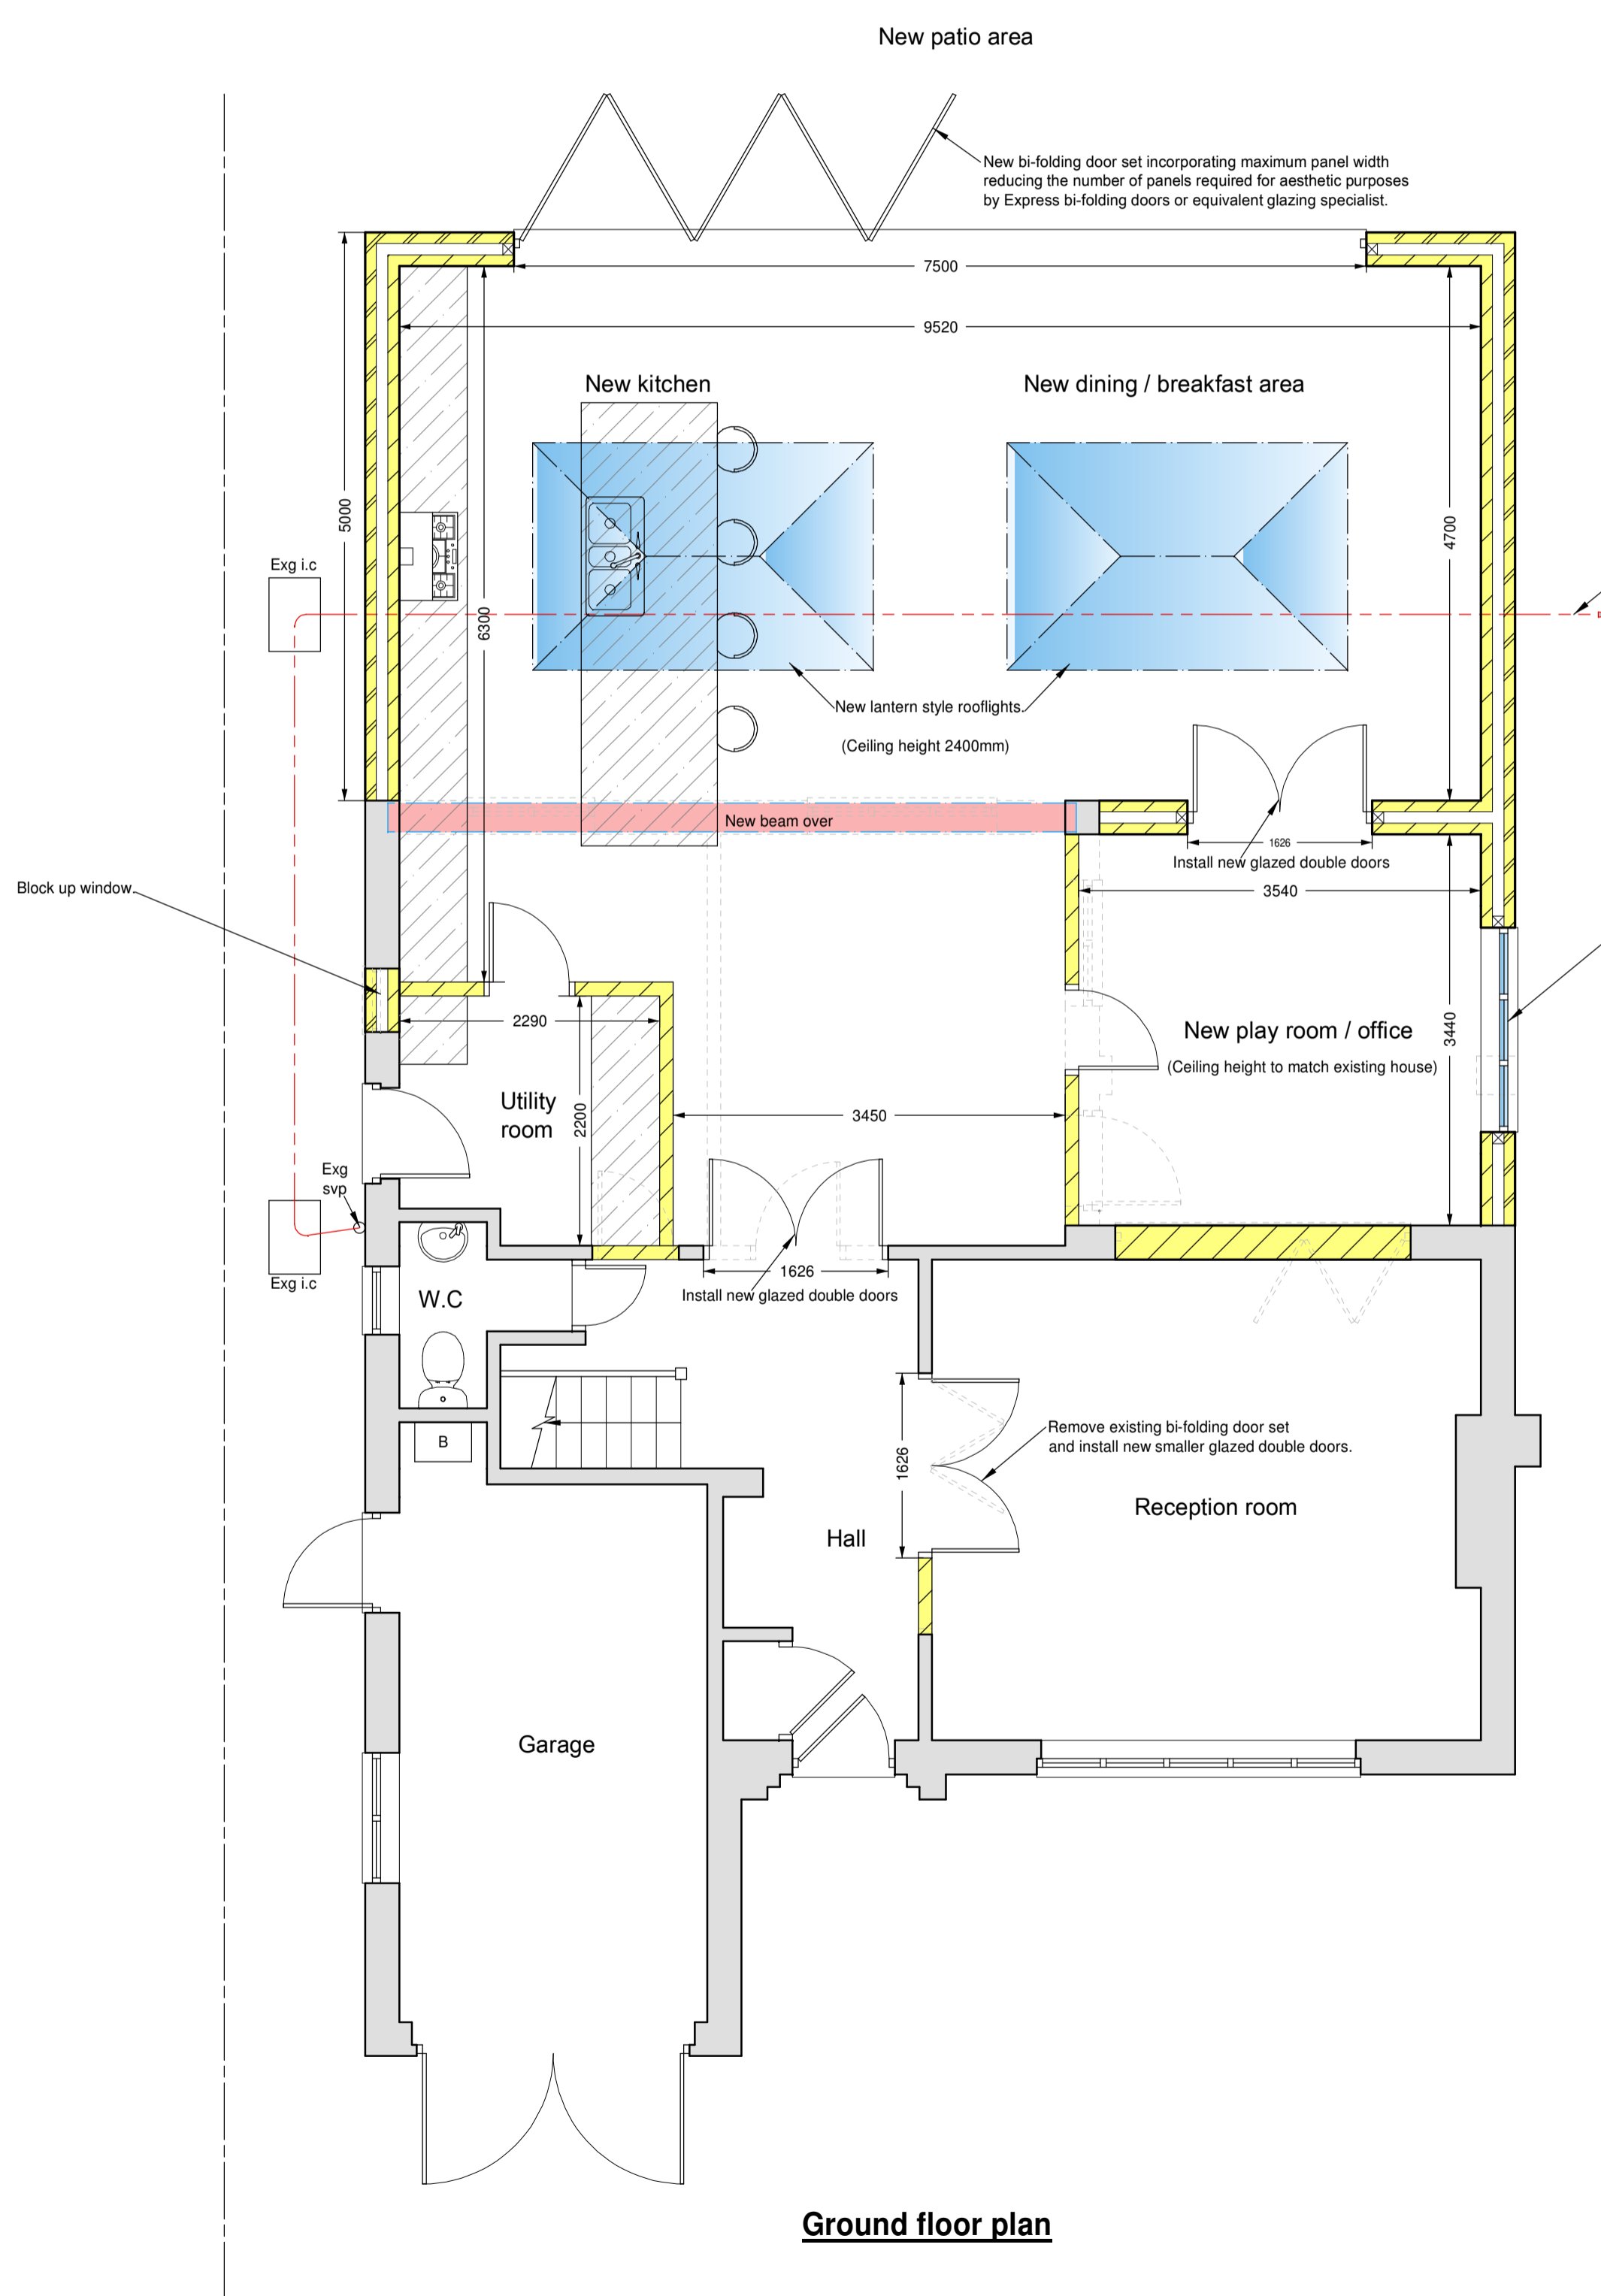 New patio area
New bi-folding door set incorporating maximum panel width
reducing the number of panels required for aesthetic purposes
by Express bi-folding doors or equivalent glazing specialist.
7500
9520
New kitchen
New dining / breakfast area
5000
4700
Exg i.c
6300
New lantern style rooflights.
(Ceiling height 2400mm)
New beam over
1626
Install new glazed double doors
Block up window.
3540
2290
New play room / office
3440
(Ceiling height to match existing house)
Utility
room
2200
3450
Exg
svp
Exg i.c
1626
Install new glazed double doors
W.C
B
1626
Remove existing bi-folding door set
and install new smaller glazed double doors.
Reception room
Hall
Garage
Ground floor plan